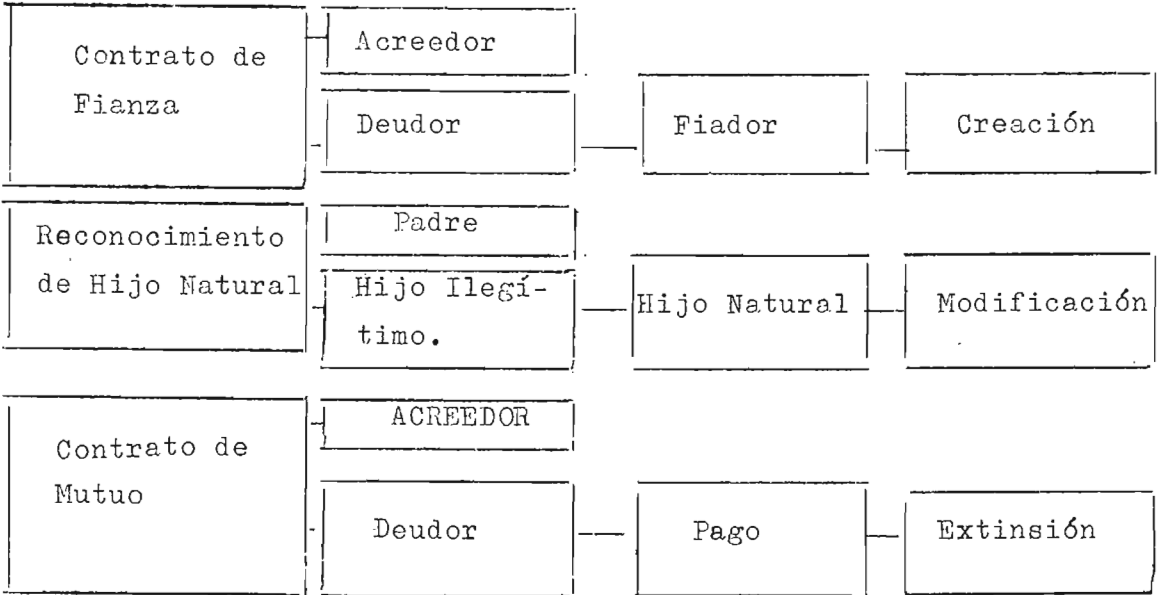 Contrato de
Fianza
Acreedor
Deudor
Fiador
Creación
Reconocimiento
de Hijo Natural
Padre
Hijo Ilegí-
timo.
Hijo Natural
Modificación
Contrato de
Mutuo
ACREEDOR
Deudor
Pago
Extinsión